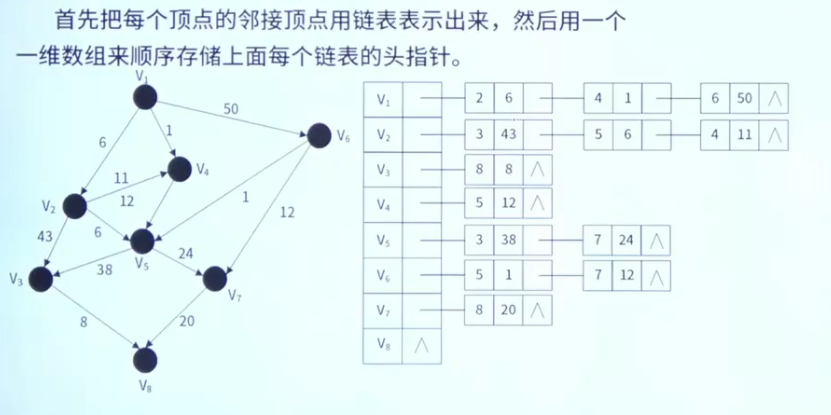 首先把每个顶点的邻接顶点用链表表示出来，然后用一个
一维数组来顺序存储上面每个链表的头指针。
V₁
50
V₆
6
1
V₄
11
12
V₂
1
12
43
6
V₅
24
38
V₃
V₇
8
20
V₈
V₁ 2 6 4 1 6 50 ∧
V₂ 3 43 5 6 4 11 ∧
V₃ 8 8 ∧
V₄ 5 12 ∧
V₅ 3 38 7 24 ∧
V₆ 5 1 7 12 ∧
V₇ 8 20 ∧
V₈ ∧